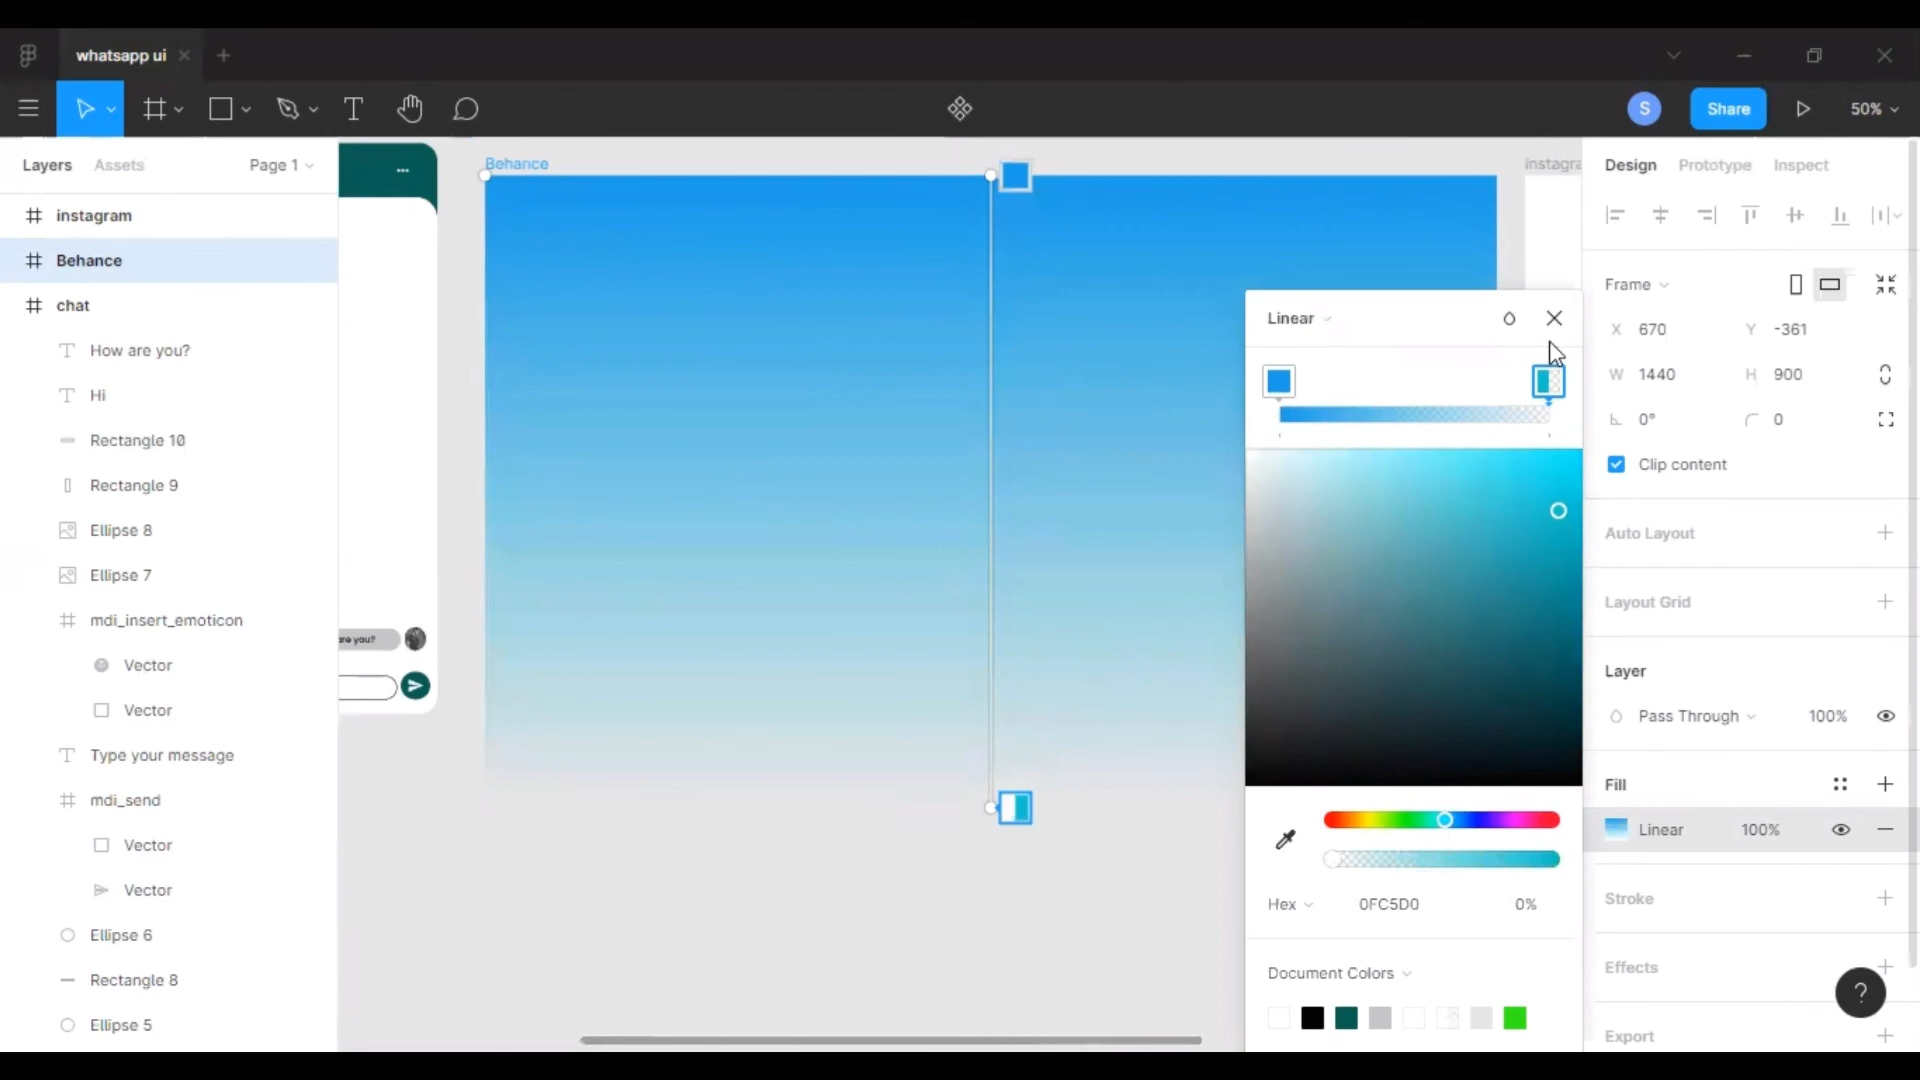 whatsapp ui
S
Share
50%
Layers
Assets
Page 1
instagram
Behance
chat
How are you?
Hi
Rectangle 10
Rectangle 9
Ellipse 8
Ellipse 7
mdi_insert_emoticon
Vector
Vector
Type your message
mdi_send
Vector
Vector
Ellipse 6
Rectangle 8
Ellipse 5
Behance
instagra
are you?
Linear
Hex
0FC5D0
0%
Document Colors
Design
Prototype
Inspect
Frame
X 670
Y -361
W 1440
H 900
0°
0
Clip content
Auto Layout
Layout Grid
Layer
Pass Through
100%
Fill
Linear
100%
Stroke
Effects
?
Export